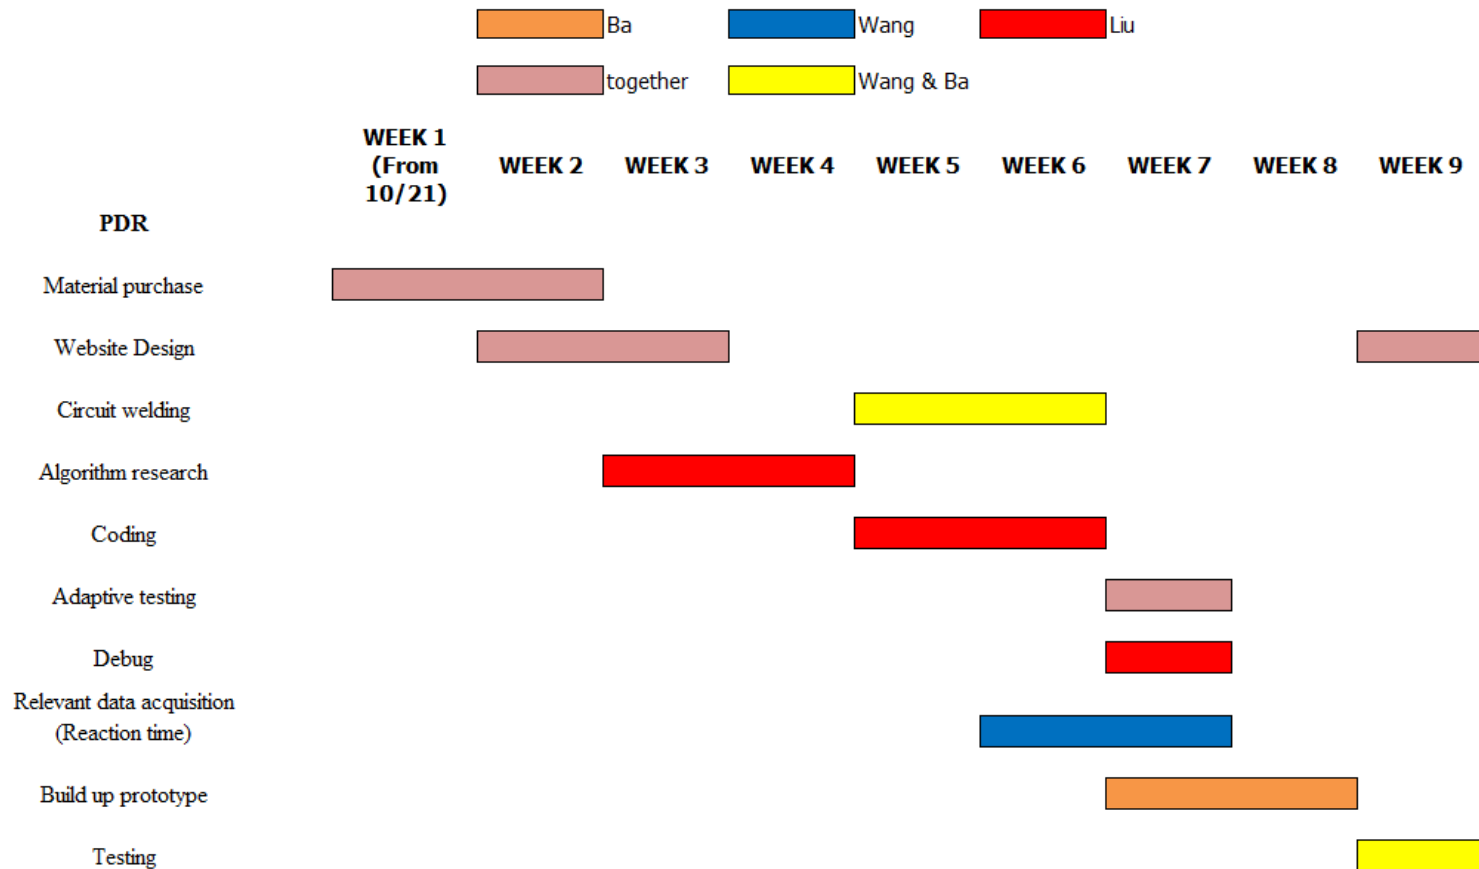 Ba
Wang
Liu
together
Wang & Ba
WEEK 1
(From
10/21)
WEEK 2
WEEK 3
WEEK 4
WEEK 5
WEEK 6
WEEK 7
WEEK 8
WEEK 9
PDR
Material purchase
Website Design
Circuit welding
Algorithm research
Coding
Adaptive testing
Debug
Relevant data acquisition
(Reaction time)
Build up prototype
Testing